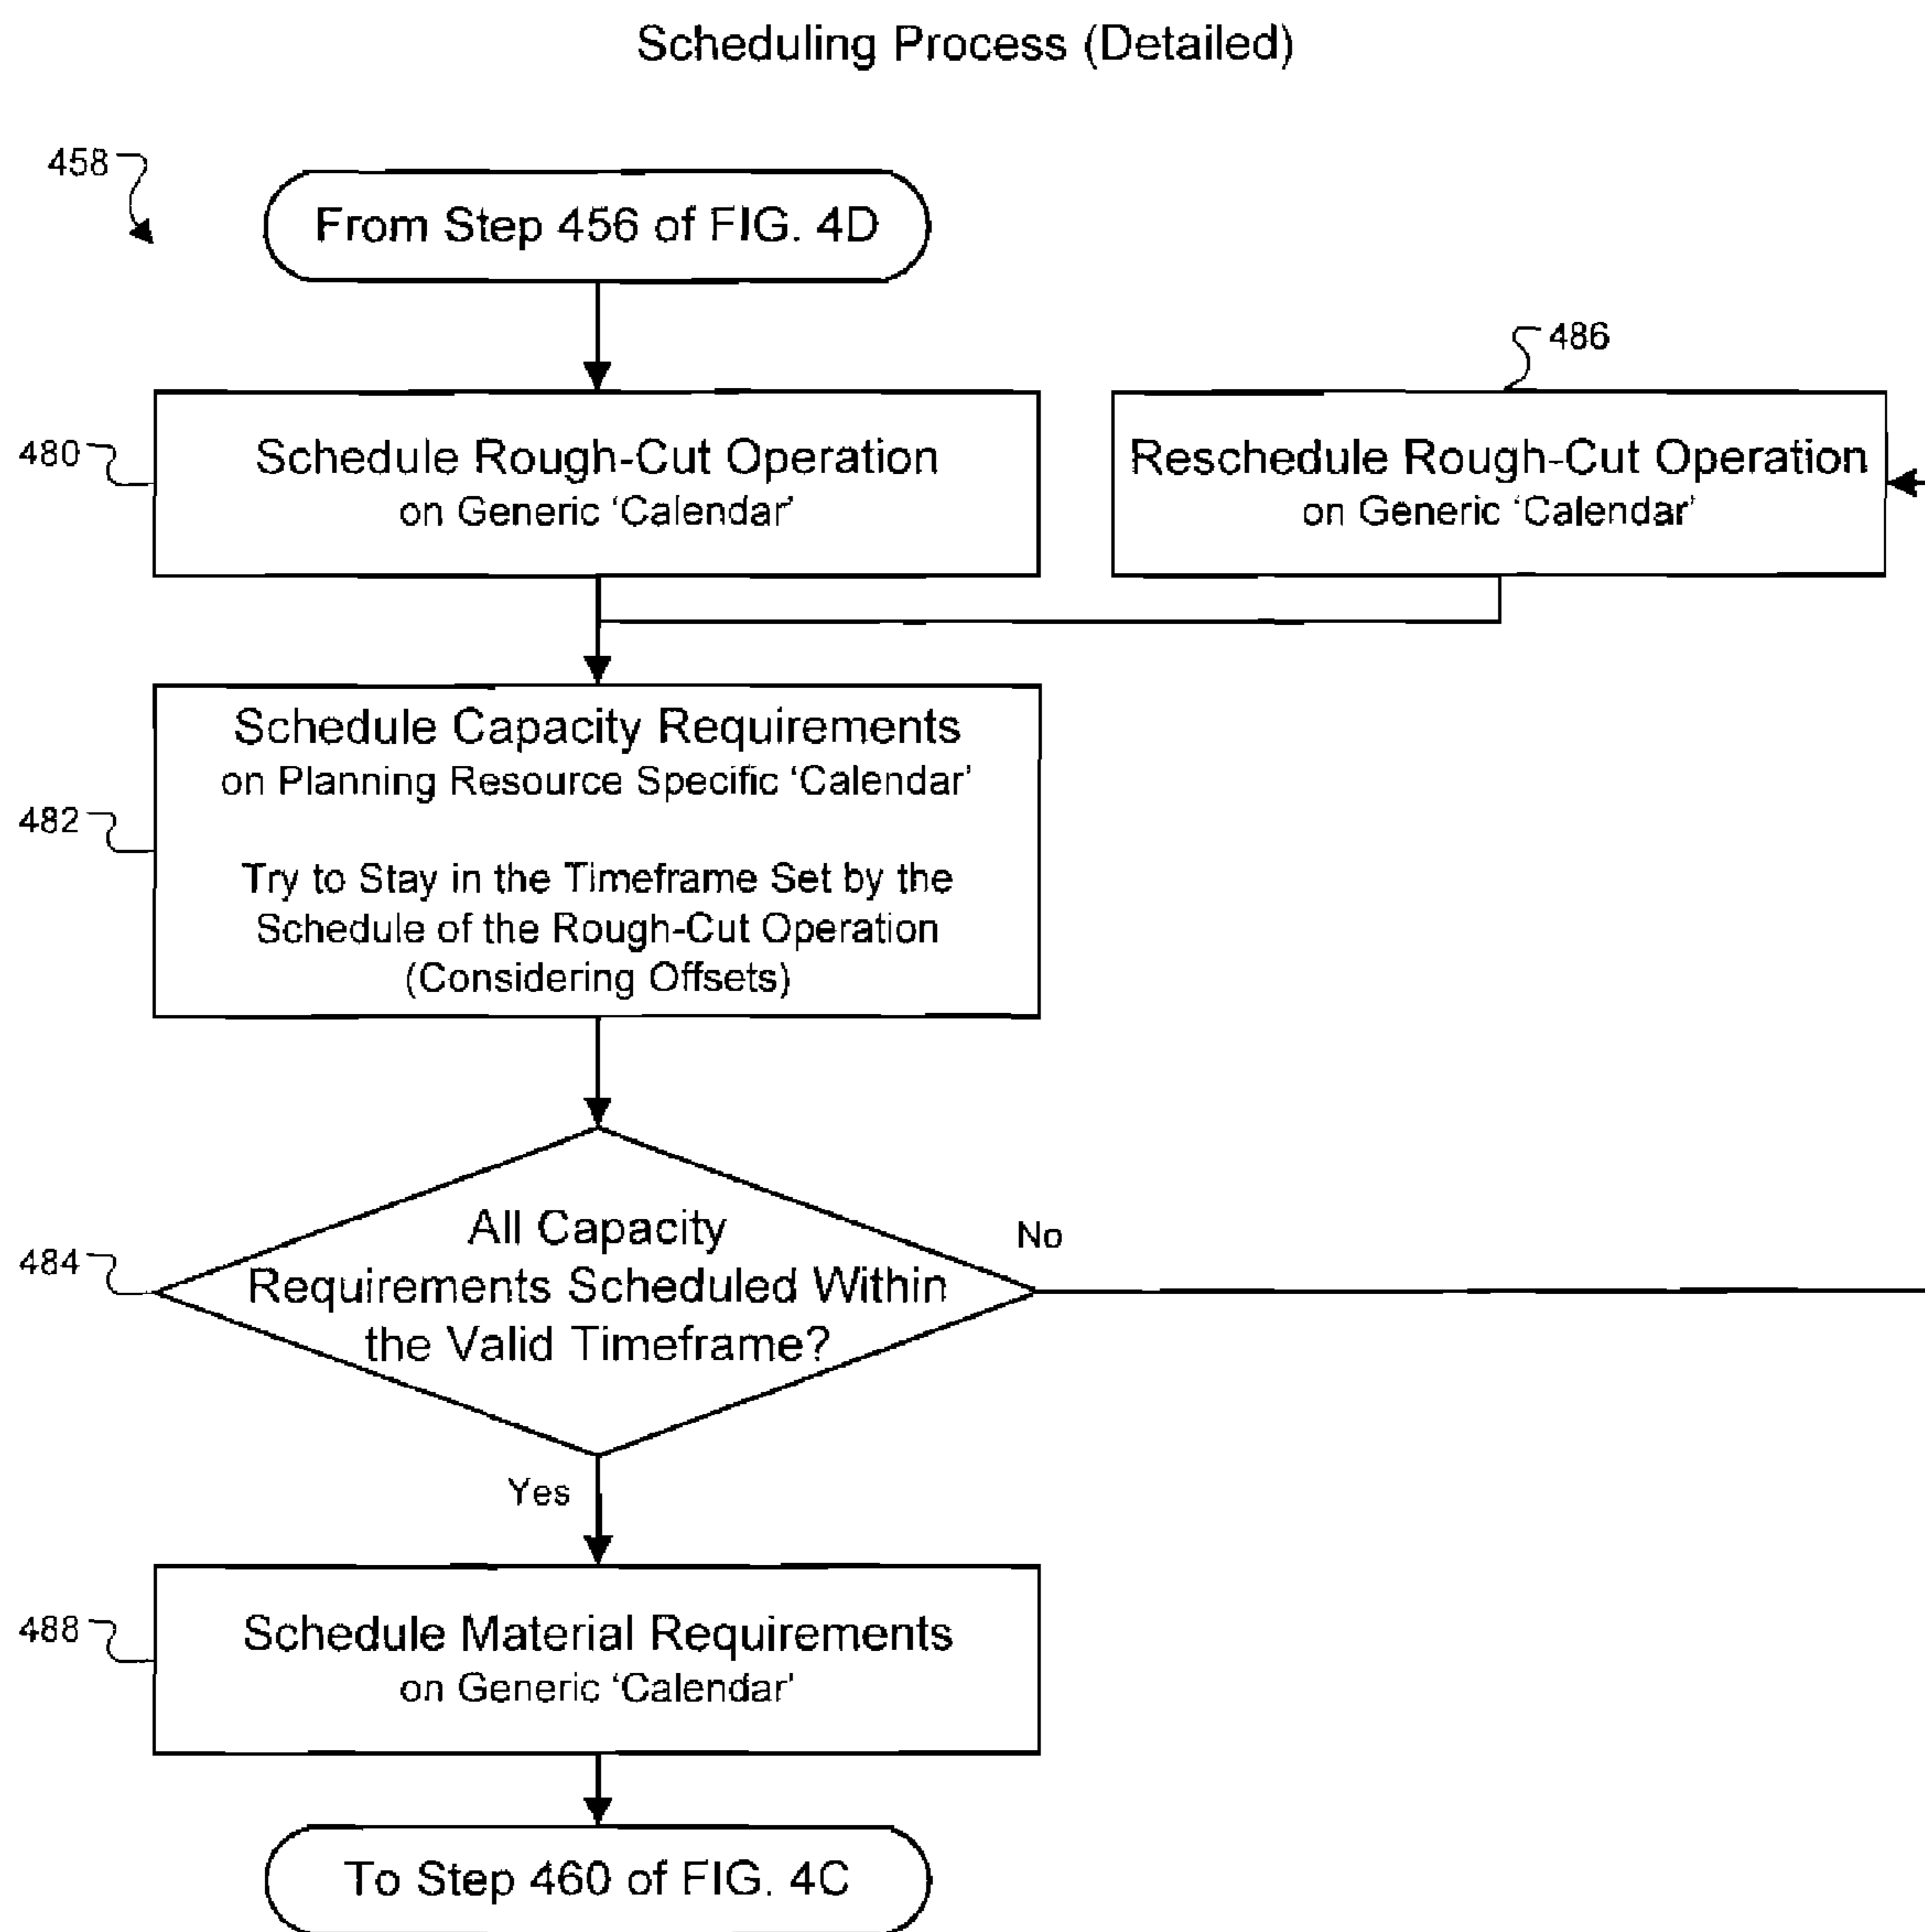 Scheduling Process (Detailed)
458
From Step 456 of FIG. 4D
486
480
Schedule Rough-Cut Operation
on Generic ‘Calendar’
Reschedule Rough-Cut Operation
on Generic ‘Calendar’
Schedule Capacity Requirements
on Planning Resource Specific ‘Calendar’
482
Try to Stay in the Timeframe Set by the
Schedule of the Rough-Cut Operation
(Considering Offsets)
484
All Capacity
Requirements Scheduled Within
the Valid Timeframe?
No
Yes
488
Schedule Material Requirements
on Generic ‘Calendar’
To Step 460 of FIG. 4C